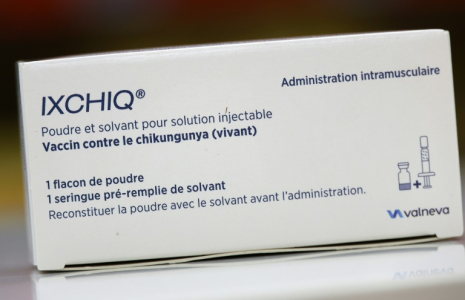 IXCHIQ®
Administration intramusculaire
Poudre et solvant pour solution injectable
Vaccin contre le chikungunya (vivant)
1 flacon de poudre
1 seringue pré-remplie de solvant
Reconstituer la poudre avec le solvant avant l'administration.
+
valneva